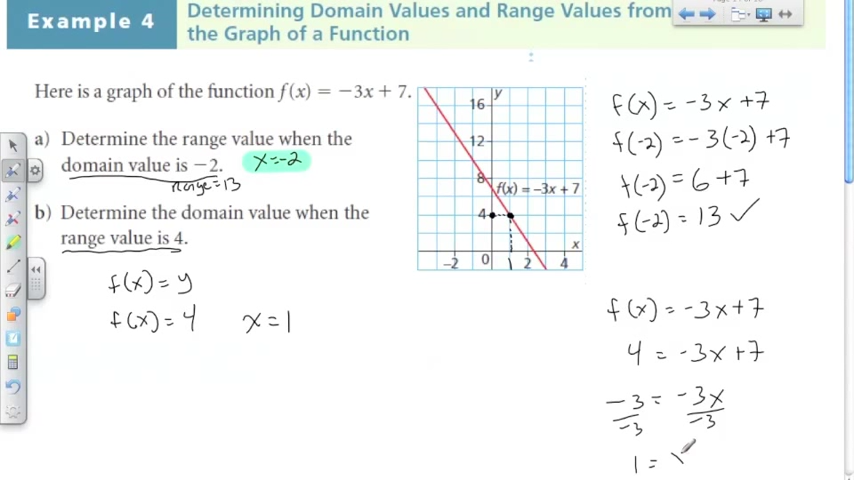 Example 4
Determining Domain Values and Range Values from
the Graph of a Function
Here is a graph of the function f(x) = −3x + 7.
a) Determine the range value when the
domain value is −2.
x=-2
range=13
b) Determine the domain value when the
range value is 4.
f(x) = y
f(x) = 4
x = 1
y
16
12
8
f(x) = −3x + 7
4
x
−2
0
1
2
4
f(x) = -3x +7
f(-2) = -3(-2) +7
f(-2) = 6 +7
f(-2) = 13 ✓
f(x) = -3x+7
4 = -3x+7
-3 = -3x
-3 -3
1 =